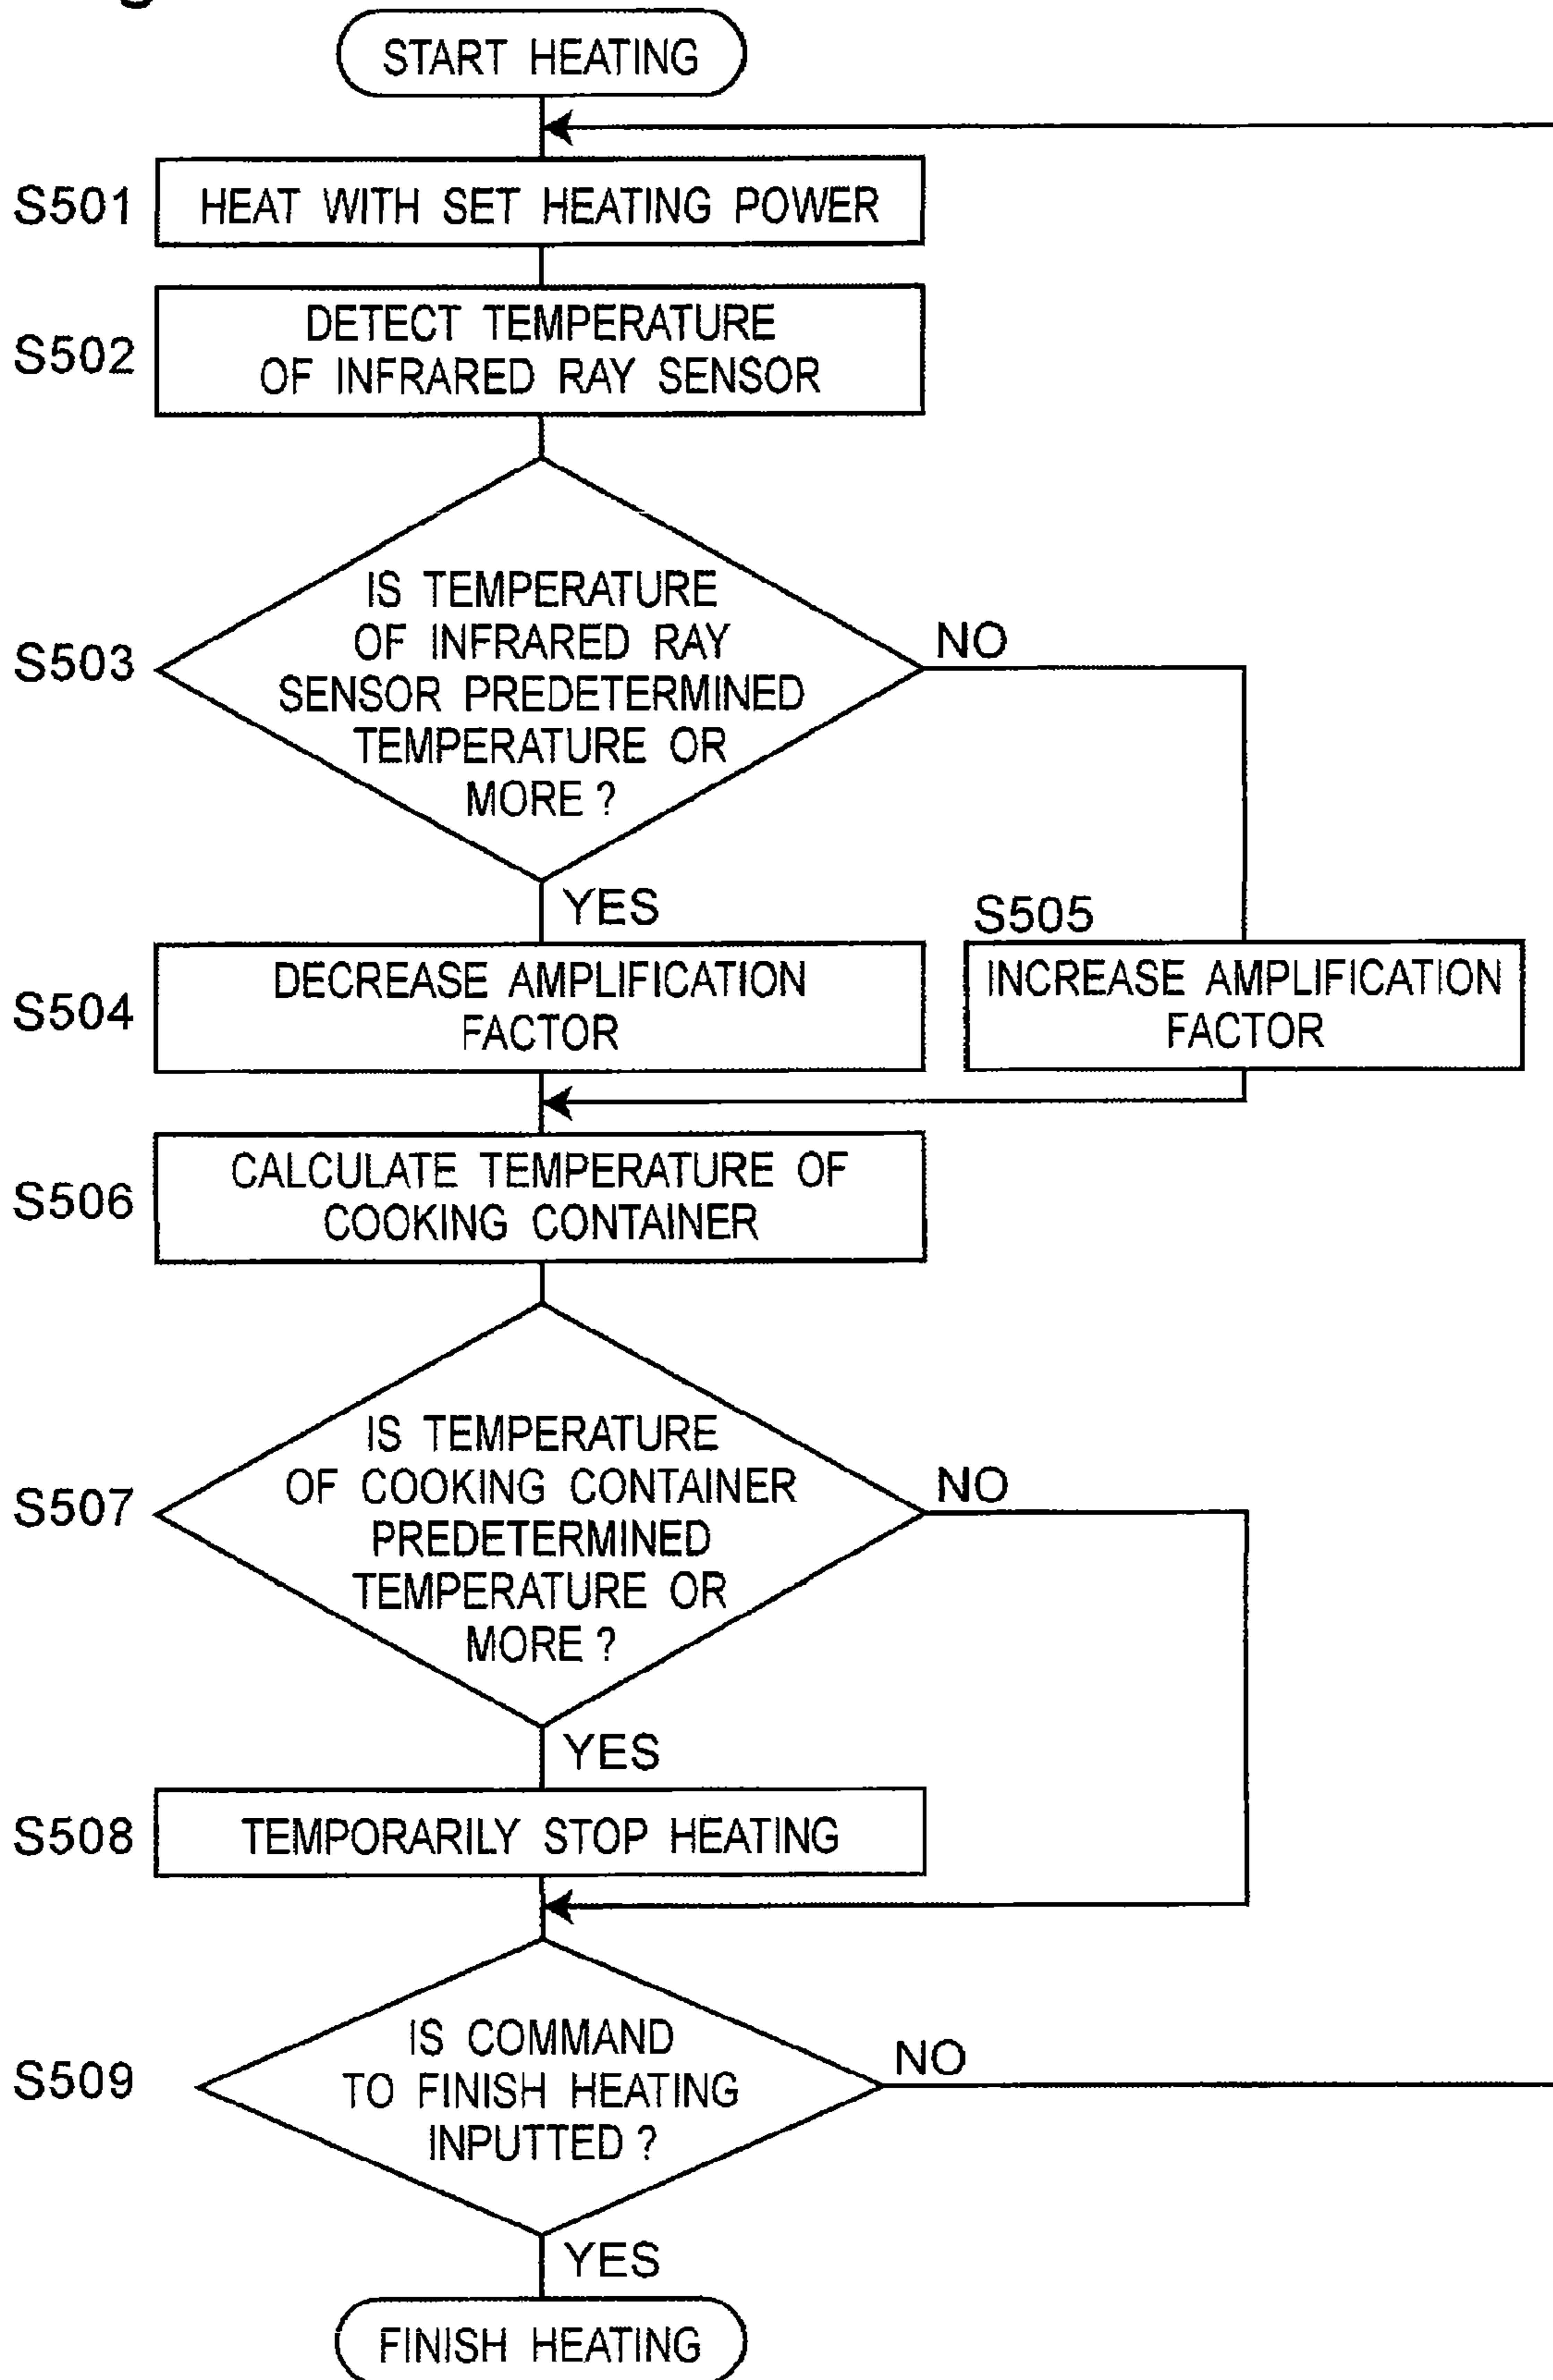 START HEATING
S501
HEAT WITH SET HEATING POWER
S502
DETECT TEMPERATURE
OF INFRARED RAY SENSOR
S503
IS TEMPERATURE
OF INFRARED RAY
SENSOR PREDETERMINED
TEMPERATURE OR
MORE ?
NO
YES
S504
DECREASE AMPLIFICATION
FACTOR
S505
INCREASE AMPLIFICATION
FACTOR
S506
CALCULATE TEMPERATURE OF
COOKING CONTAINER
S507
IS TEMPERATURE
OF COOKING CONTAINER
PREDETERMINED
TEMPERATURE OR
MORE ?
NO
YES
S508
TEMPORARILY STOP HEATING
S509
IS COMMAND
TO FINISH HEATING
INPUTTED ?
NO
YES
FINISH HEATING